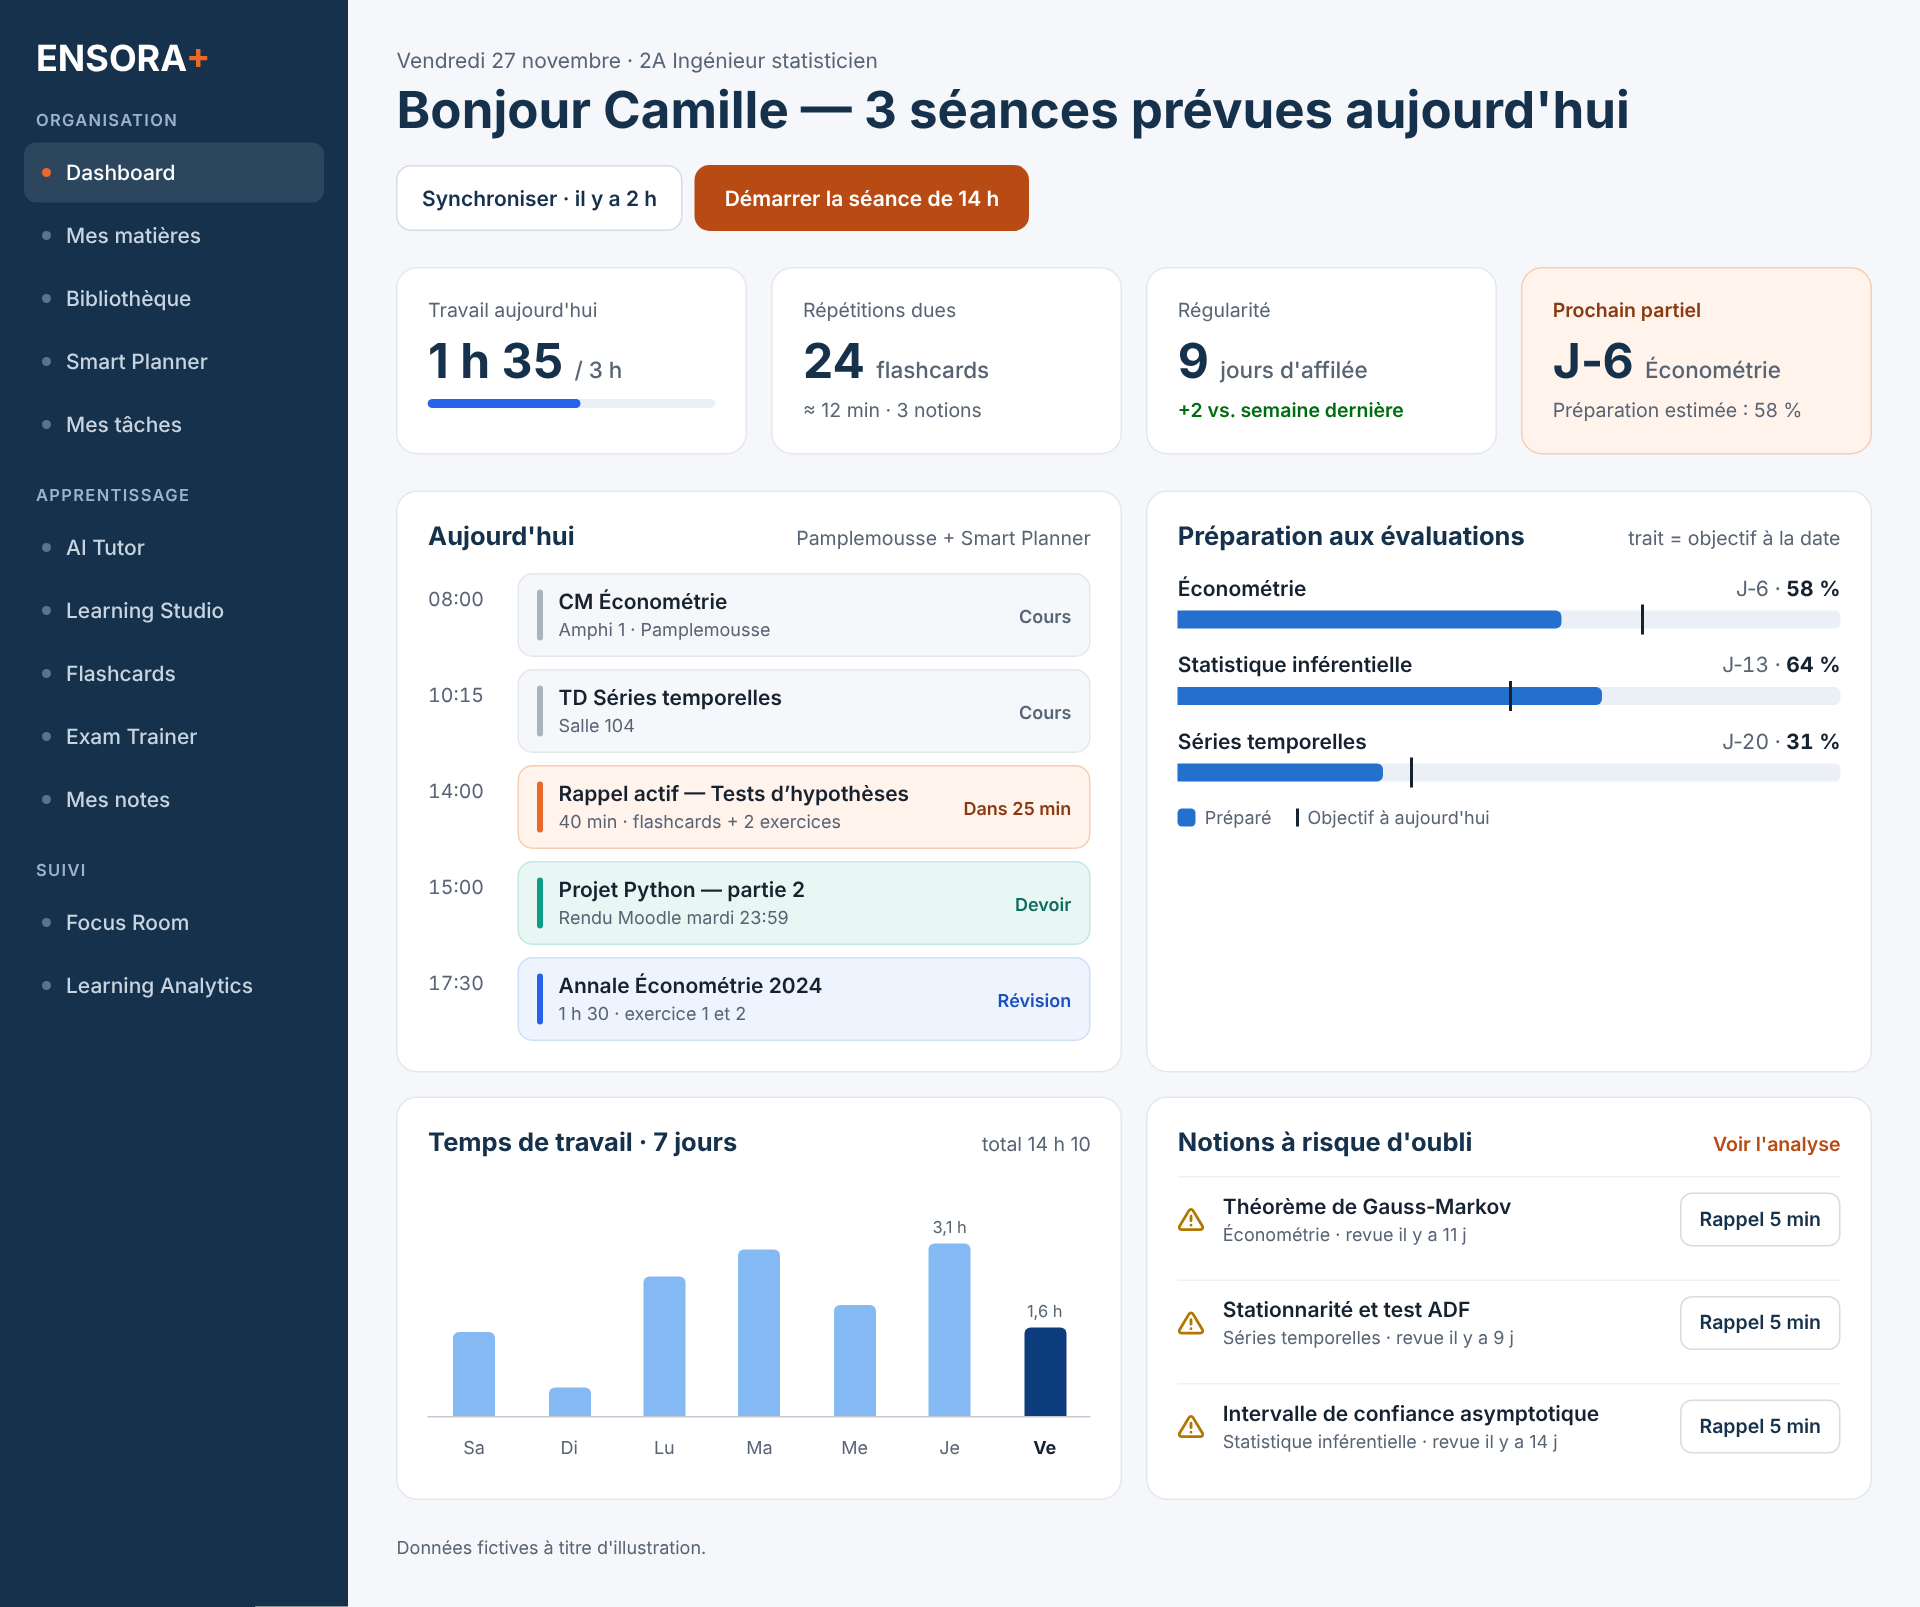 ENSORA+
ORGANISATION
Dashboard
Mes matières
Bibliothèque
Smart Planner
Mes tâches
APPRENTISSAGE
AI Tutor
Learning Studio
Flashcards
Exam Trainer
Mes notes
SUIVI
Focus Room
Learning Analytics
Vendredi 27 novembre · 2A Ingénieur statisticien
Bonjour Camille — 3 séances prévues aujourd'hui
Synchroniser · il y a 2 h
Démarrer la séance de 14 h
Travail aujourd'hui
1 h 35 / 3 h
Répétitions dues
24 flashcards
≈ 12 min · 3 notions
Régularité
9 jours d'affilée
+2 vs. semaine dernière
Prochain partiel
J-6 Économétrie
Préparation estimée : 58 %
Aujourd'hui
Pamplemousse + Smart Planner
08:00
CM Économétrie
Amphi 1 · Pamplemousse
Cours
10:15
TD Séries temporelles
Salle 104
Cours
14:00
Rappel actif — Tests d’hypothèses
40 min · flashcards + 2 exercices
Dans 25 min
15:00
Projet Python — partie 2
Rendu Moodle mardi 23:59
Devoir
17:30
Annale Économétrie 2024
1 h 30 · exercice 1 et 2
Révision
Préparation aux évaluations
trait = objectif à la date
Économétrie
J-6 · 58 %
Statistique inférentielle
J-13 · 64 %
Séries temporelles
J-20 · 31 %
Préparé
Objectif à aujourd'hui
Temps de travail · 7 jours
total 14 h 10
3,1 h
1,6 h
Sa
Di
Lu
Ma
Me
Je
Ve
Notions à risque d'oubli
Voir l'analyse
Théorème de Gauss-Markov
Économétrie · revue il y a 11 j
Rappel 5 min
Stationnarité et test ADF
Séries temporelles · revue il y a 9 j
Rappel 5 min
Intervalle de confiance asymptotique
Statistique inférentielle · revue il y a 14 j
Rappel 5 min
Données fictives à titre d'illustration.